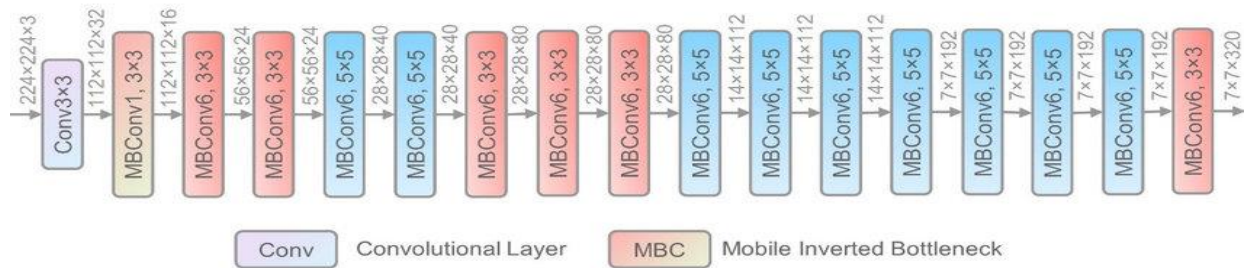 224×224×3
Conv3×3
112×112×32
MBConv1, 3×3
112×112×16
MBConv6, 3×3
56×56×24
MBConv6, 3×3
56×56×24
MBConv6, 5×5
28×28×40
MBConv6, 5×5
28×28×40
MBConv6, 3×3
28×28×80
MBConv6, 3×3
28×28×80
MBConv6, 3×3
28×28×80
MBConv6, 5×5
14×14×112
MBConv6, 5×5
14×14×112
MBConv6, 5×5
14×14×112
MBConv6, 5×5
7×7×192
MBConv6, 5×5
7×7×192
MBConv6, 5×5
7×7×192
MBConv6, 5×5
7×7×192
MBConv6, 3×3
7×7×320
Conv Convolutional Layer MBC Mobile Inverted Bottleneck